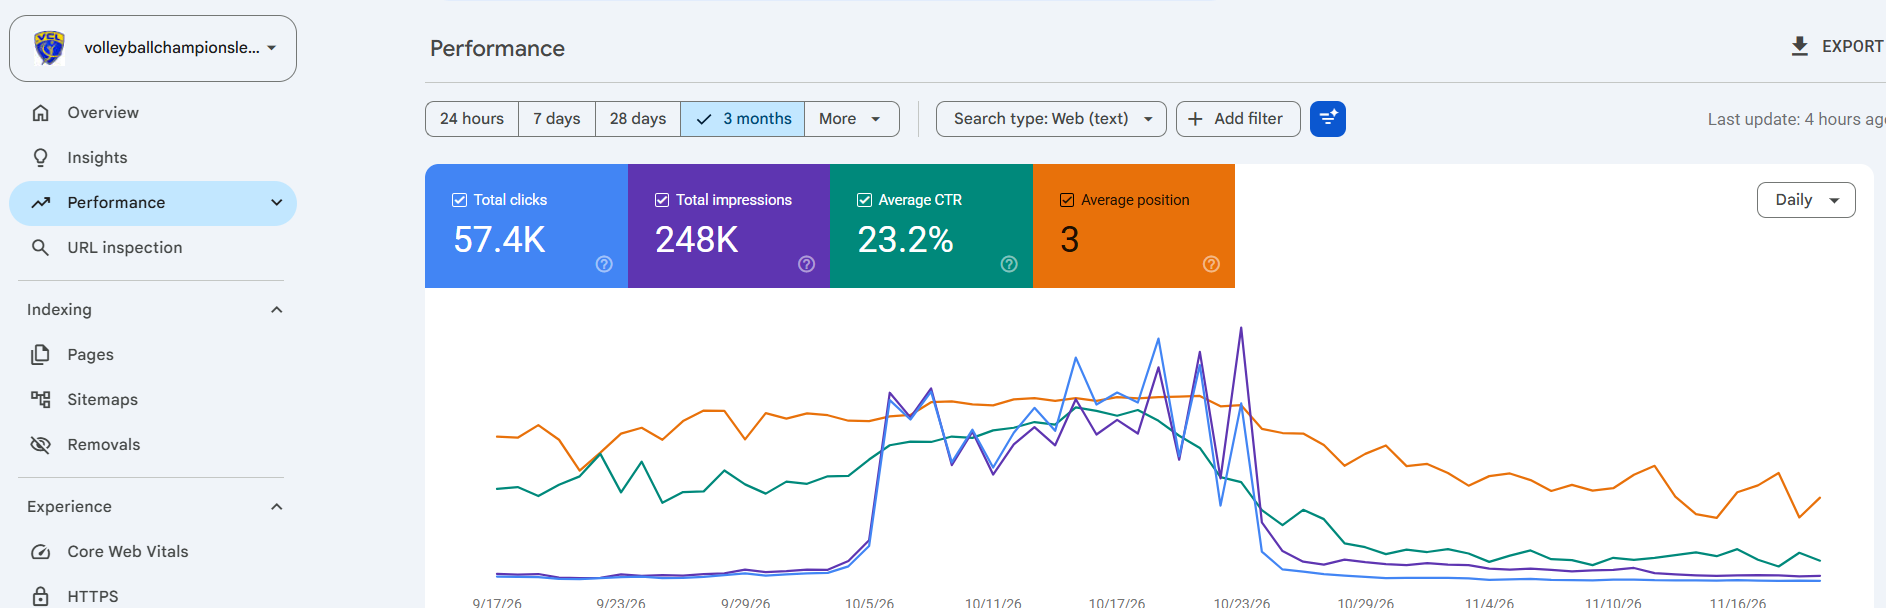 VCL
volleyballchampionsle...
Overview
Insights
Performance
URL inspection
Indexing
Pages
Sitemaps
Removals
Experience
Core Web Vitals
HTTPS
Performance
EXPORT
24 hours
7 days
28 days
3 months
More
Search type: Web (text)
Add filter
Last update: 4 hours ago
Total clicks
57.4K
Total impressions
248K
Average CTR
23.2%
Average position
3
Daily
9/17/26
9/23/26
9/29/26
10/5/26
10/11/26
10/17/26
10/23/26
10/29/26
11/4/26
11/10/26
11/16/26